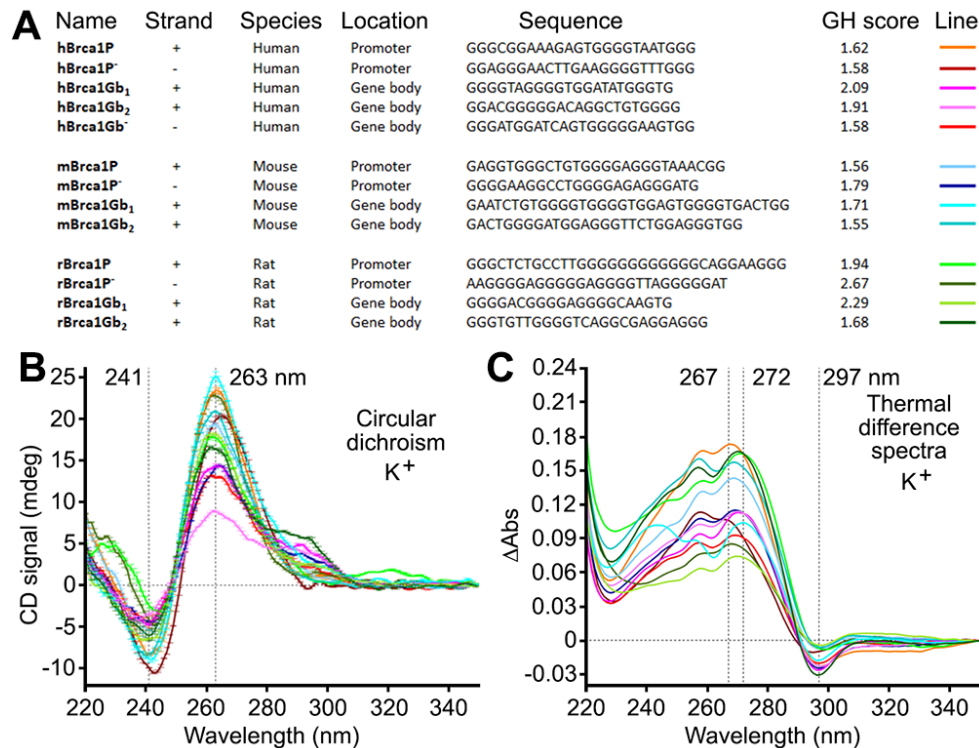 A Name Strand Species Location Sequence GH score Line
hBrca1P + Human Promoter GGGCGGAAAGAGTGGGGTAATGGG 1.62
hBrca1P⁻ - Human Promoter GGAGGGAACTTGAAGGGGTTTGGG 1.58
hBrca1Gb₁ + Human Gene body GGGGTAGGGGTGGATATGGGTG 2.09
hBrca1Gb₂ + Human Gene body GGACGGGGGACAGGCTGTGGGG 1.91
hBrca1Gb⁻ - Human Gene body GGGATGGATCAGTGGGGGAAGTGG 1.58
mBrca1P + Mouse Promoter GAGGTGGGCTGTGGGGAGGGTAAACGG 1.56
mBrca1P⁻ - Mouse Promoter GGGGAAGGCCTGGGGAGAGGGATG 1.79
mBrca1Gb₁ + Mouse Gene body GAATCTGTGGGGTGGGGTGGAGTGGGGTGACTGG 1.71
mBrca1Gb₂ + Mouse Gene body GACTGGGGATGGAGGGTTCTGGAGGGTGG 1.55
rBrca1P + Rat Promoter GGGCTCTGCCTTGGGGGGGGGGGGGCAGGAAGGG 1.94
rBrca1P⁻ - Rat Promoter AAGGGGAGGGGGAGGGGTTAGGGGGAT 2.67
rBrca1Gb₁ + Rat Gene body GGGGACGGGGAGGGGCAAGTG 2.29
rBrca1Gb₂ + Rat Gene body GGGTGTTGGGGTCAGGCGAGGAGGG 1.68
B
25
20
15
10
5
0
-5
-10
CD signal (mdeg)
241
263 nm
Circular
dichroism
K⁺
220 240 260 280 300 320 340
Wavelength (nm)
C
0.24
0.21
0.18
0.15
0.12
0.09
0.06
0.03
0
-0.03
ΔAbs
267
272
297 nm
Thermal
difference
spectra
K⁺
220 240 260 280 300 320 340
Wavelength (nm)